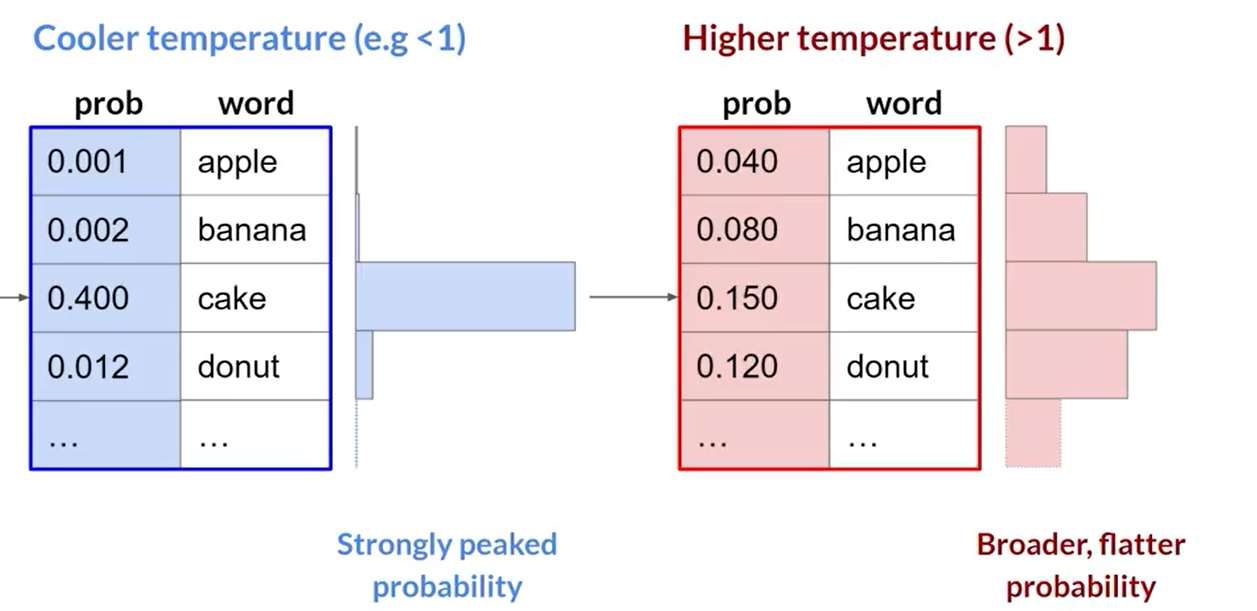 Cooler temperature (e.g <1)
prob word
0.001 apple
0.002 banana
0.400 cake
0.012 donut
… …
Strongly peaked
probability
Higher temperature (>1)
prob word
0.040 apple
0.080 banana
0.150 cake
0.120 donut
… …
Broader, flatter
probability